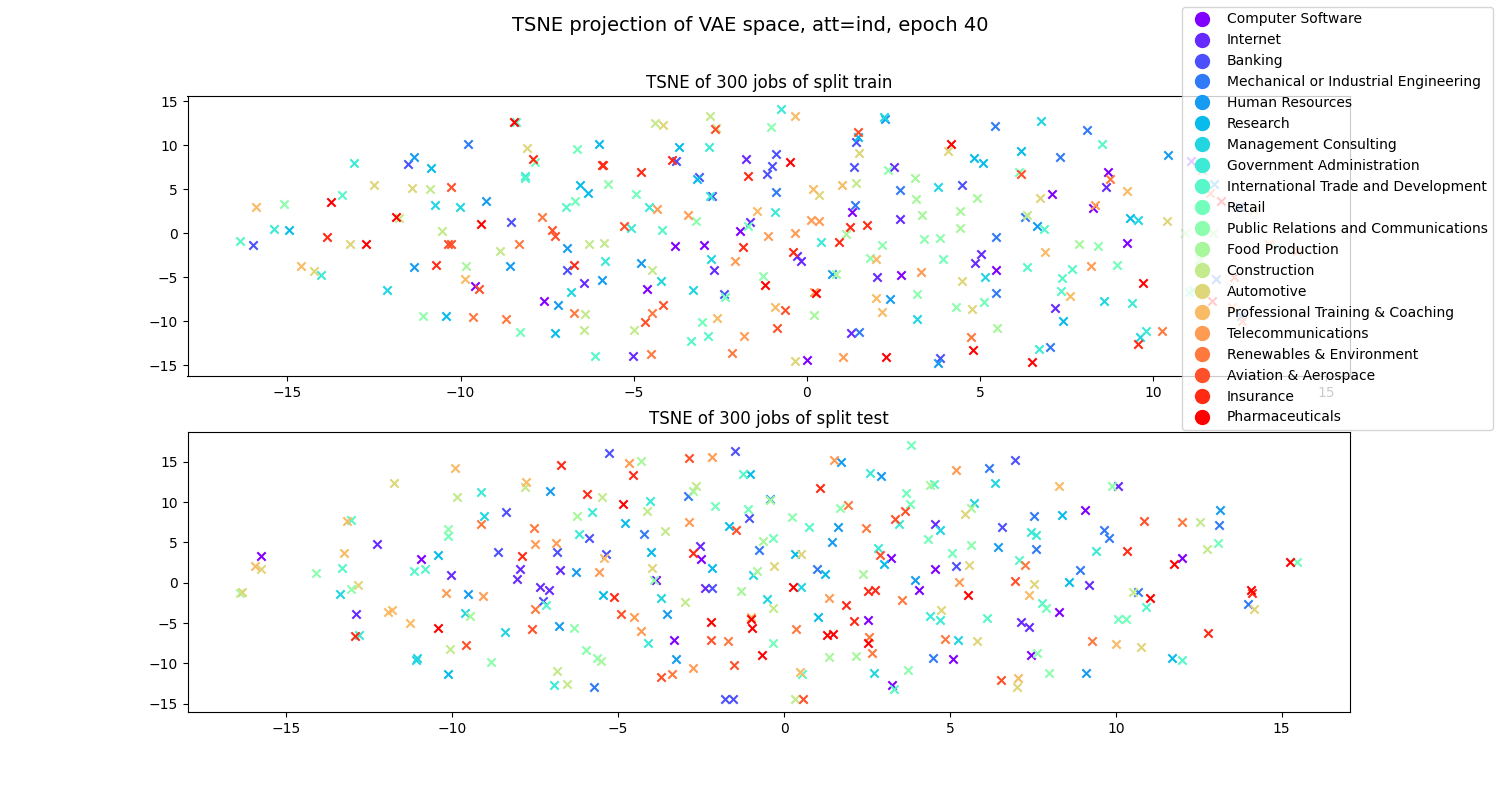 TSNE projection of VAE space, att=ind, epoch 40
TSNE of 300 jobs of split train
15
10
5
0
−5
−10
−15
−15
−10
−5
0
5
10
15
Computer Software
Internet
Banking
Mechanical or Industrial Engineering
Human Resources
Research
Management Consulting
Government Administration
International Trade and Development
Retail
Public Relations and Communications
Food Production
Construction
Automotive
Professional Training & Coaching
Telecommunications
Renewables & Environment
Aviation & Aerospace
Insurance
Pharmaceuticals
TSNE of 300 jobs of split test
15
10
5
0
−5
−10
−15
−15
−10
−5
0
5
10
15